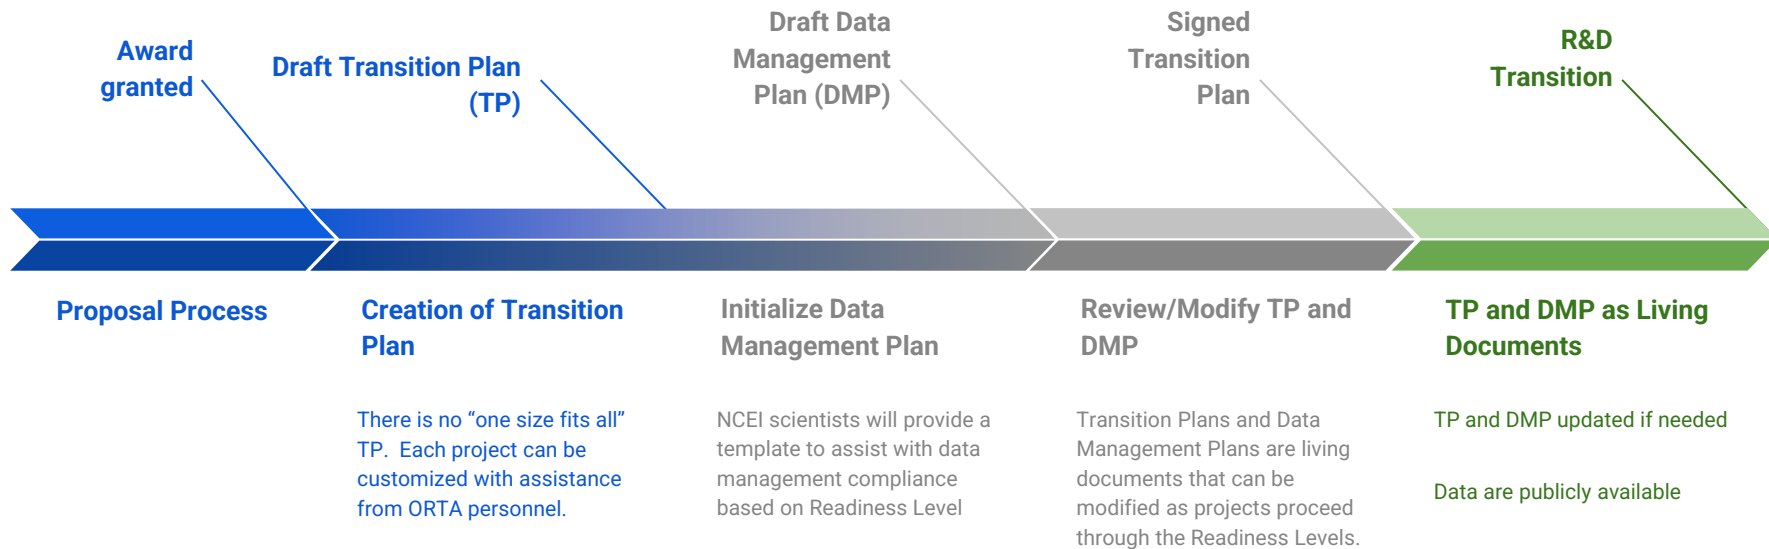 Award
granted
Draft Transition Plan
(TP)
Draft Data
Management
Plan (DMP)
Signed
Transition
Plan
R&D
Transition
Proposal Process
Creation of Transition
Plan
There is no “one size fits all”
TP.  Each project can be
customized with assistance
from ORTA personnel.
Initialize Data
Management Plan
NCEI scientists will provide a
template to assist with data
management compliance
based on Readiness Level
Review/Modify TP and
DMP
Transition Plans and Data
Management Plans are living
documents that can be
modified as projects proceed
through the Readiness Levels.
TP and DMP as Living
Documents
TP and DMP updated if needed
Data are publicly available